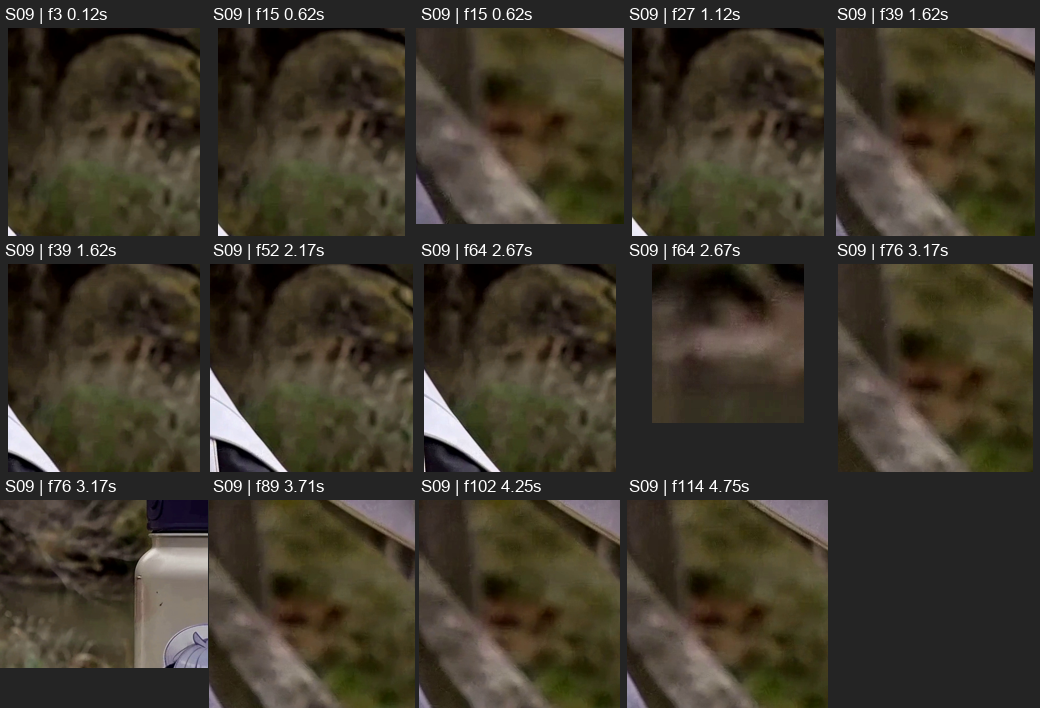 S09 | f3 0.12s
S09 | f15 0.62s
S09 | f15 0.62s
S09 | f27 1.12s
S09 | f39 1.62s
S09 | f39 1.62s
S09 | f52 2.17s
S09 | f64 2.67s
S09 | f64 2.67s
S09 | f76 3.17s
S09 | f76 3.17s
S09 | f89 3.71s
S09 | f102 4.25s
S09 | f114 4.75s